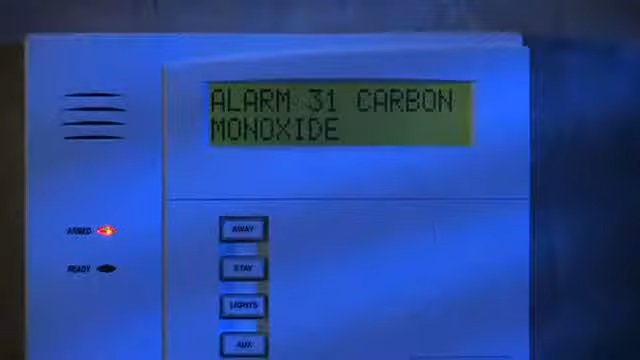 ALARM 31 CARBON
MONOXIDE
ARMED
AWAY
READY
STAY
LIGHTS
AUX